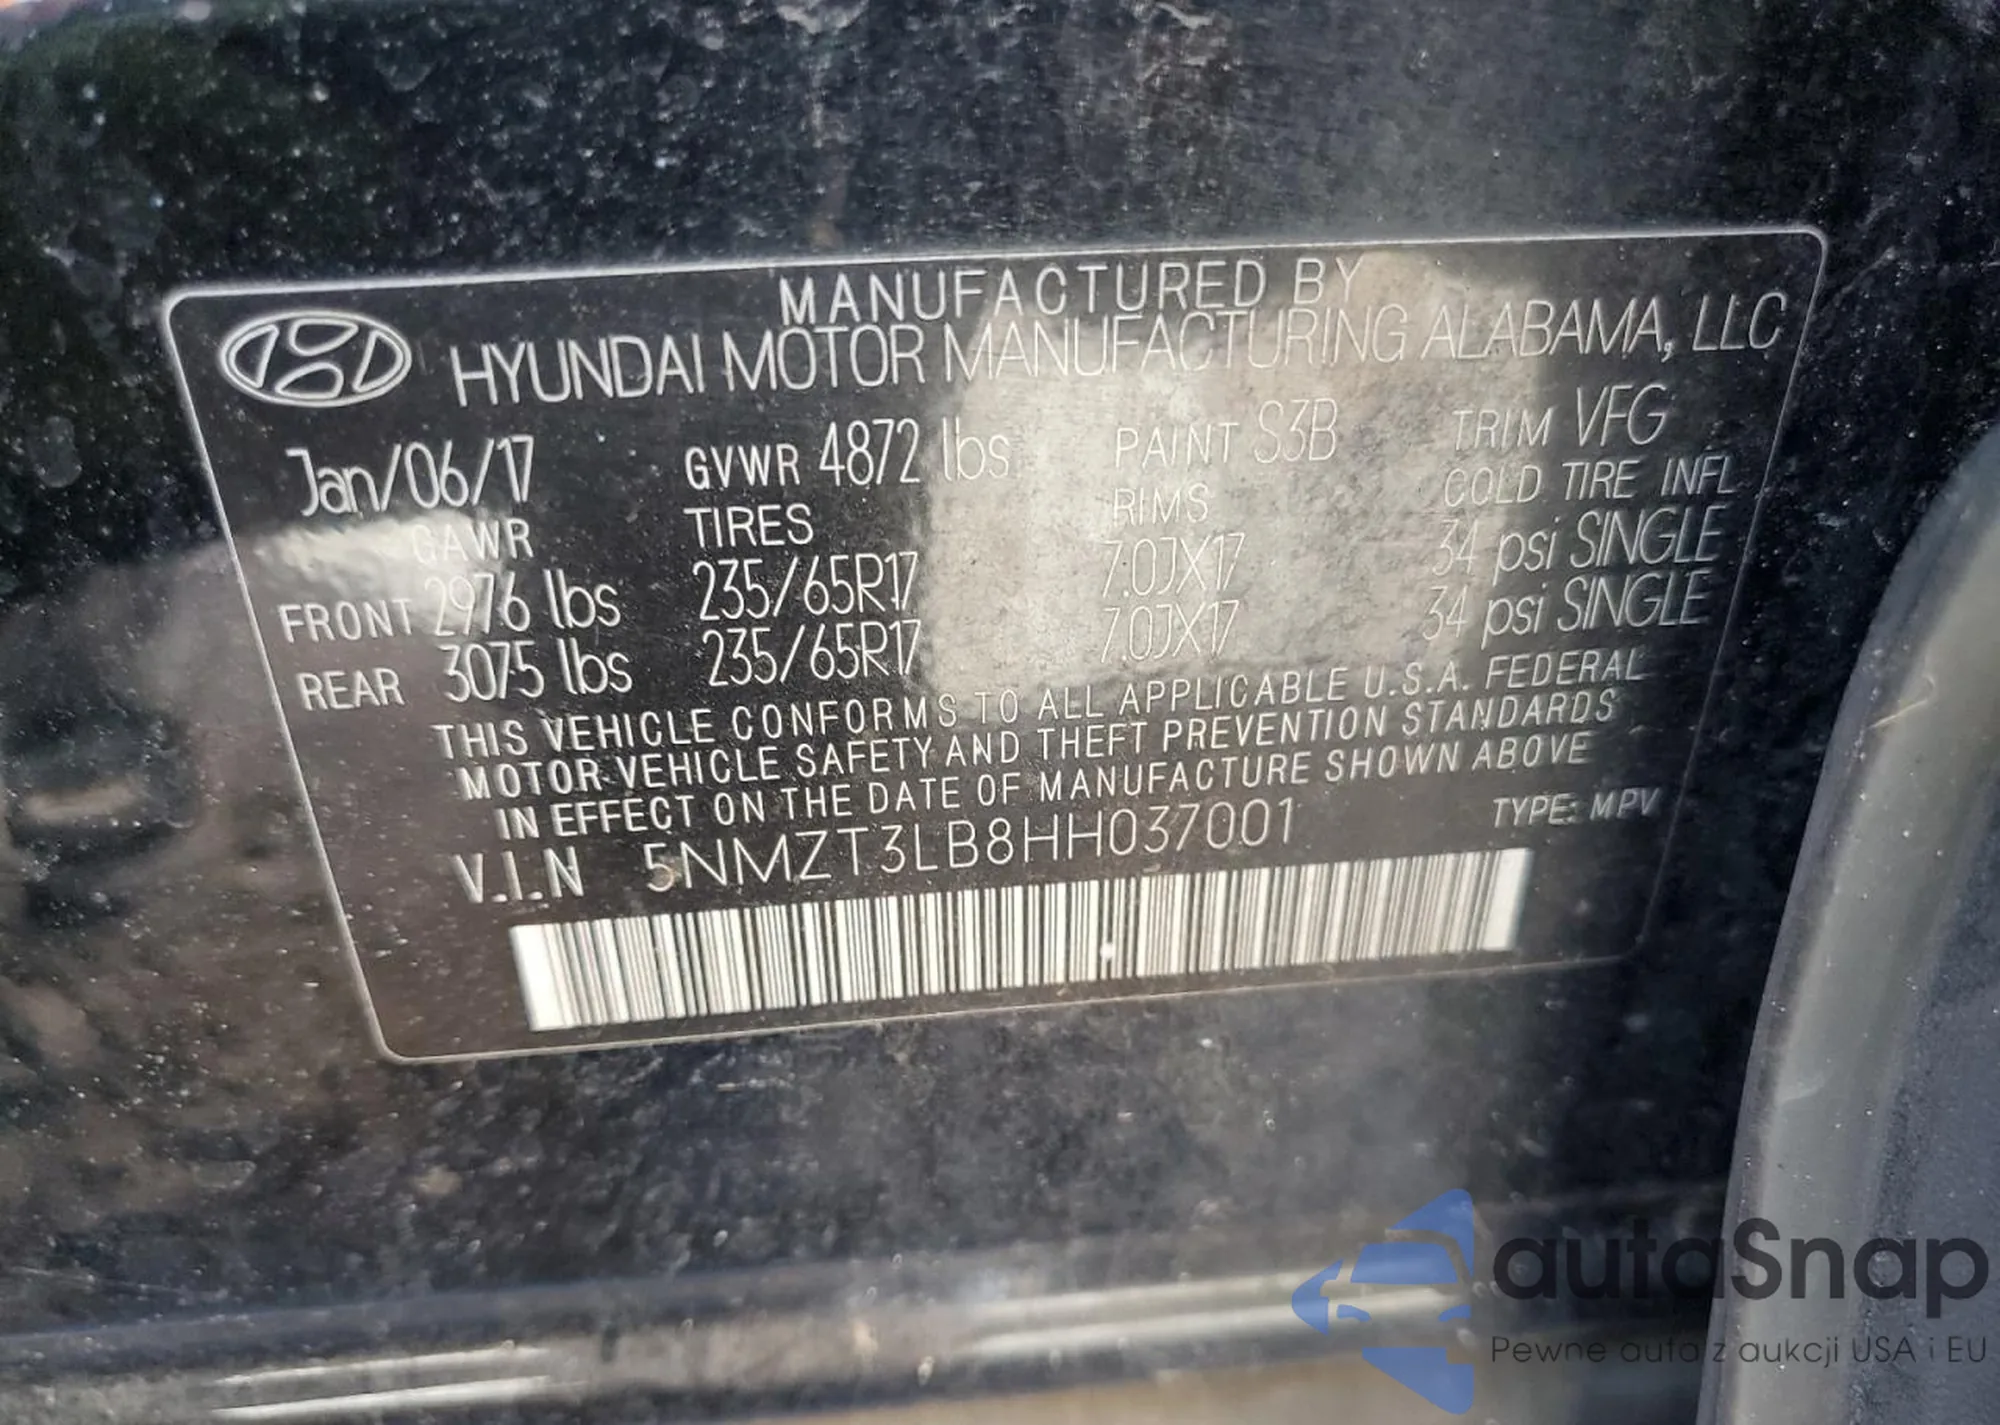 MANUFACTURED BY
HYUNDAI MOTOR MANUFACTURING ALABAMA, LLC
Jan/06/17 GVWR 4872 lbs PAINT S3B TRIM VFG
GAWR TIRES RIMS COLD TIRE INFL
FRONT 2976 lbs 235/65R17 7.0JX17 34 psi SINGLE
REAR 3075 lbs 235/65R17 7.0JX17 34 psi SINGLE
THIS VEHICLE CONFORMS TO ALL APPLICABLE U.S.A. FEDERAL
MOTOR VEHICLE SAFETY AND THEFT PREVENTION STANDARDS
IN EFFECT ON THE DATE OF MANUFACTURE SHOWN ABOVE
V.I.N 5NMZT3LB8HH037001 TYPE: MPV
autaSnap
Pewne auta z aukcji USA i EU